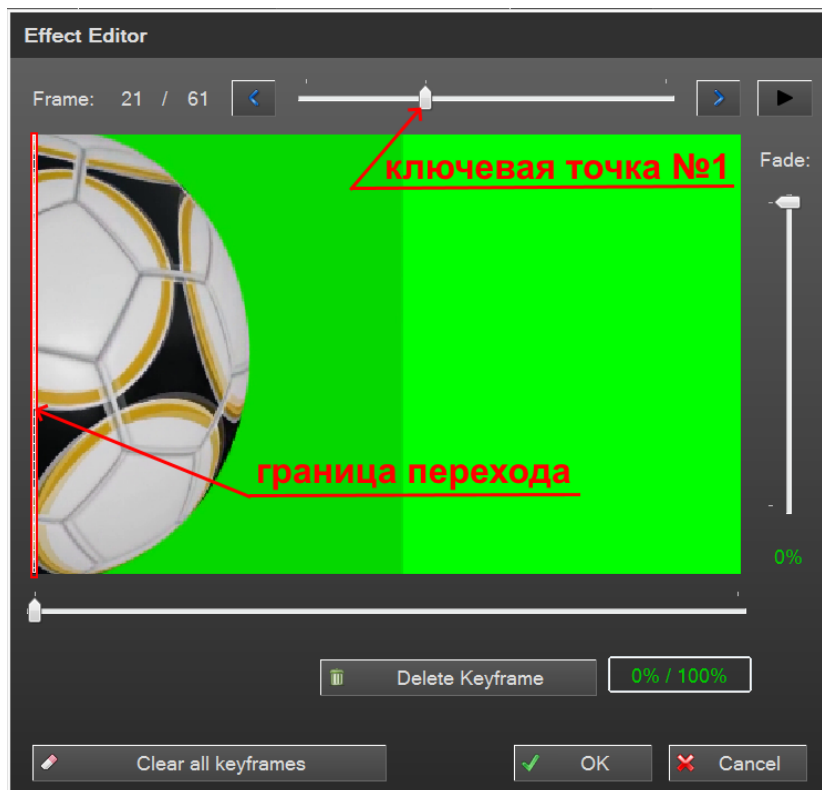 Effect Editor
Frame: 21 / 61
ключевая точка №1
Fade:
граница перехода
0%
Delete Keyframe
0% / 100%
Clear all keyframes
OK
Cancel